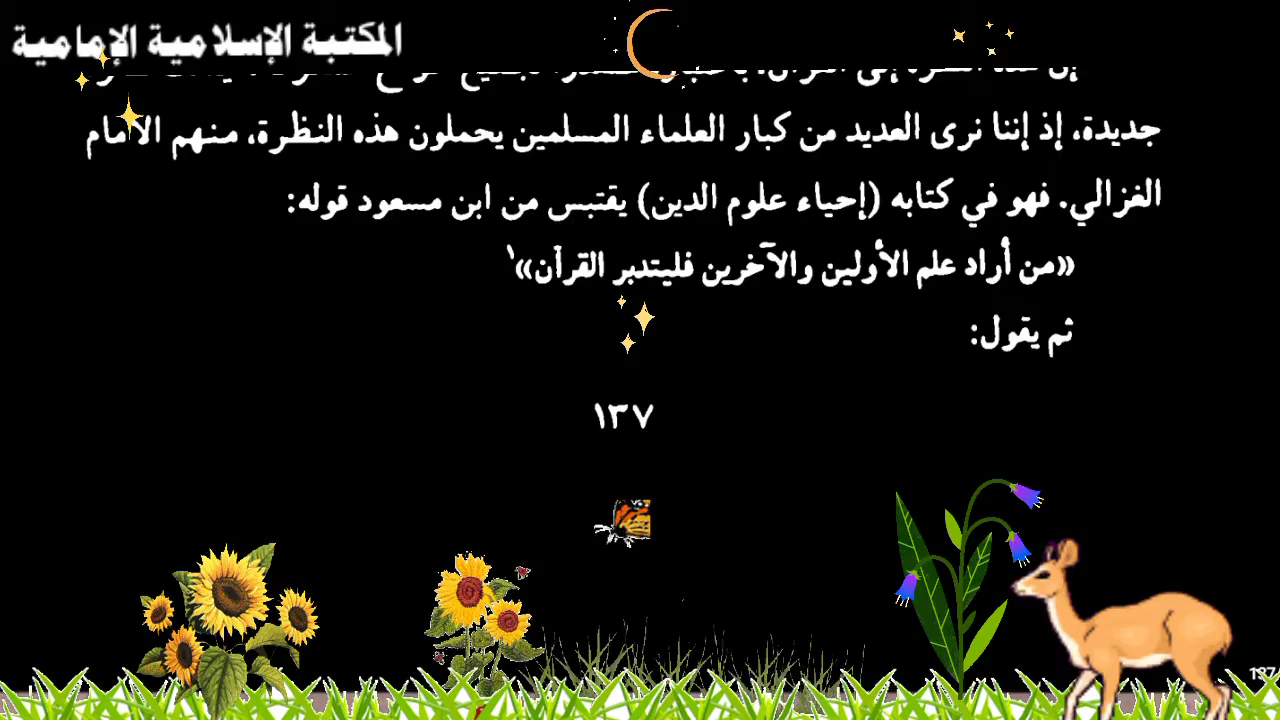 المكتبة الإسلامية الإمامية
جديدة، إذ إننا نرى العديد من كبار العلماء المسلمين يحملون هذه النظرة، منهم الامام
الغزالي. فهو في كتابه (إحياء علوم الدين) يقتبس من ابن مسعود قوله:
«من أراد علم الأولين والآخرين فليتدبر القرآن»١
ثم يقول:
١٣٧
137